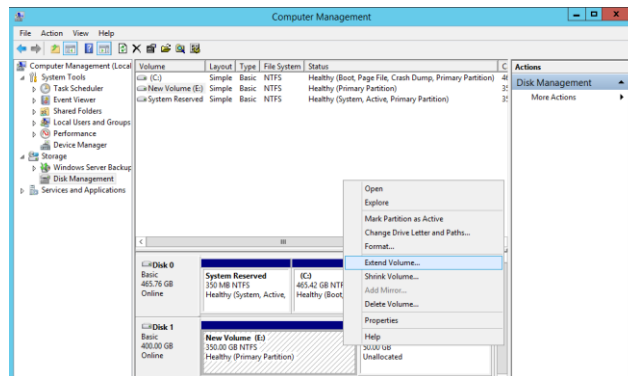 Computer Management
File Action View Help
Computer Management (Local
System Tools
Task Scheduler
Event Viewer
Shared Folders
Local Users and Groups
Performance
Device Manager
Storage
Windows Server Backup
Disk Management
Services and Applications
Volume Layout Type File System Status C
(C:) Simple Basic NTFS Healthy (Boot, Page File, Crash Dump, Primary Partition)
New Volume (E:) Simple Basic NTFS Healthy (Primary Partition)
System Reserved Simple Basic NTFS Healthy (System, Active, Primary Partition)
Actions
Disk Management
More Actions
Open
Explore
Mark Partition as Active
Change Drive Letter and Paths...
Format...
Extend Volume...
Shrink Volume...
Add Mirror...
Delete Volume...
Properties
Help
Disk 0
Basic
465.76 GB
Online
System Reserved
350 MB NTFS
Healthy (System, Active,
(C:)
465.42 GB NTF
Healthy (Boot,
Disk 1
Basic
400.00 GB
Online
New Volume (E:)
350.00 GB NTFS
Healthy (Primary Partition)
50.00 GB
Unallocated